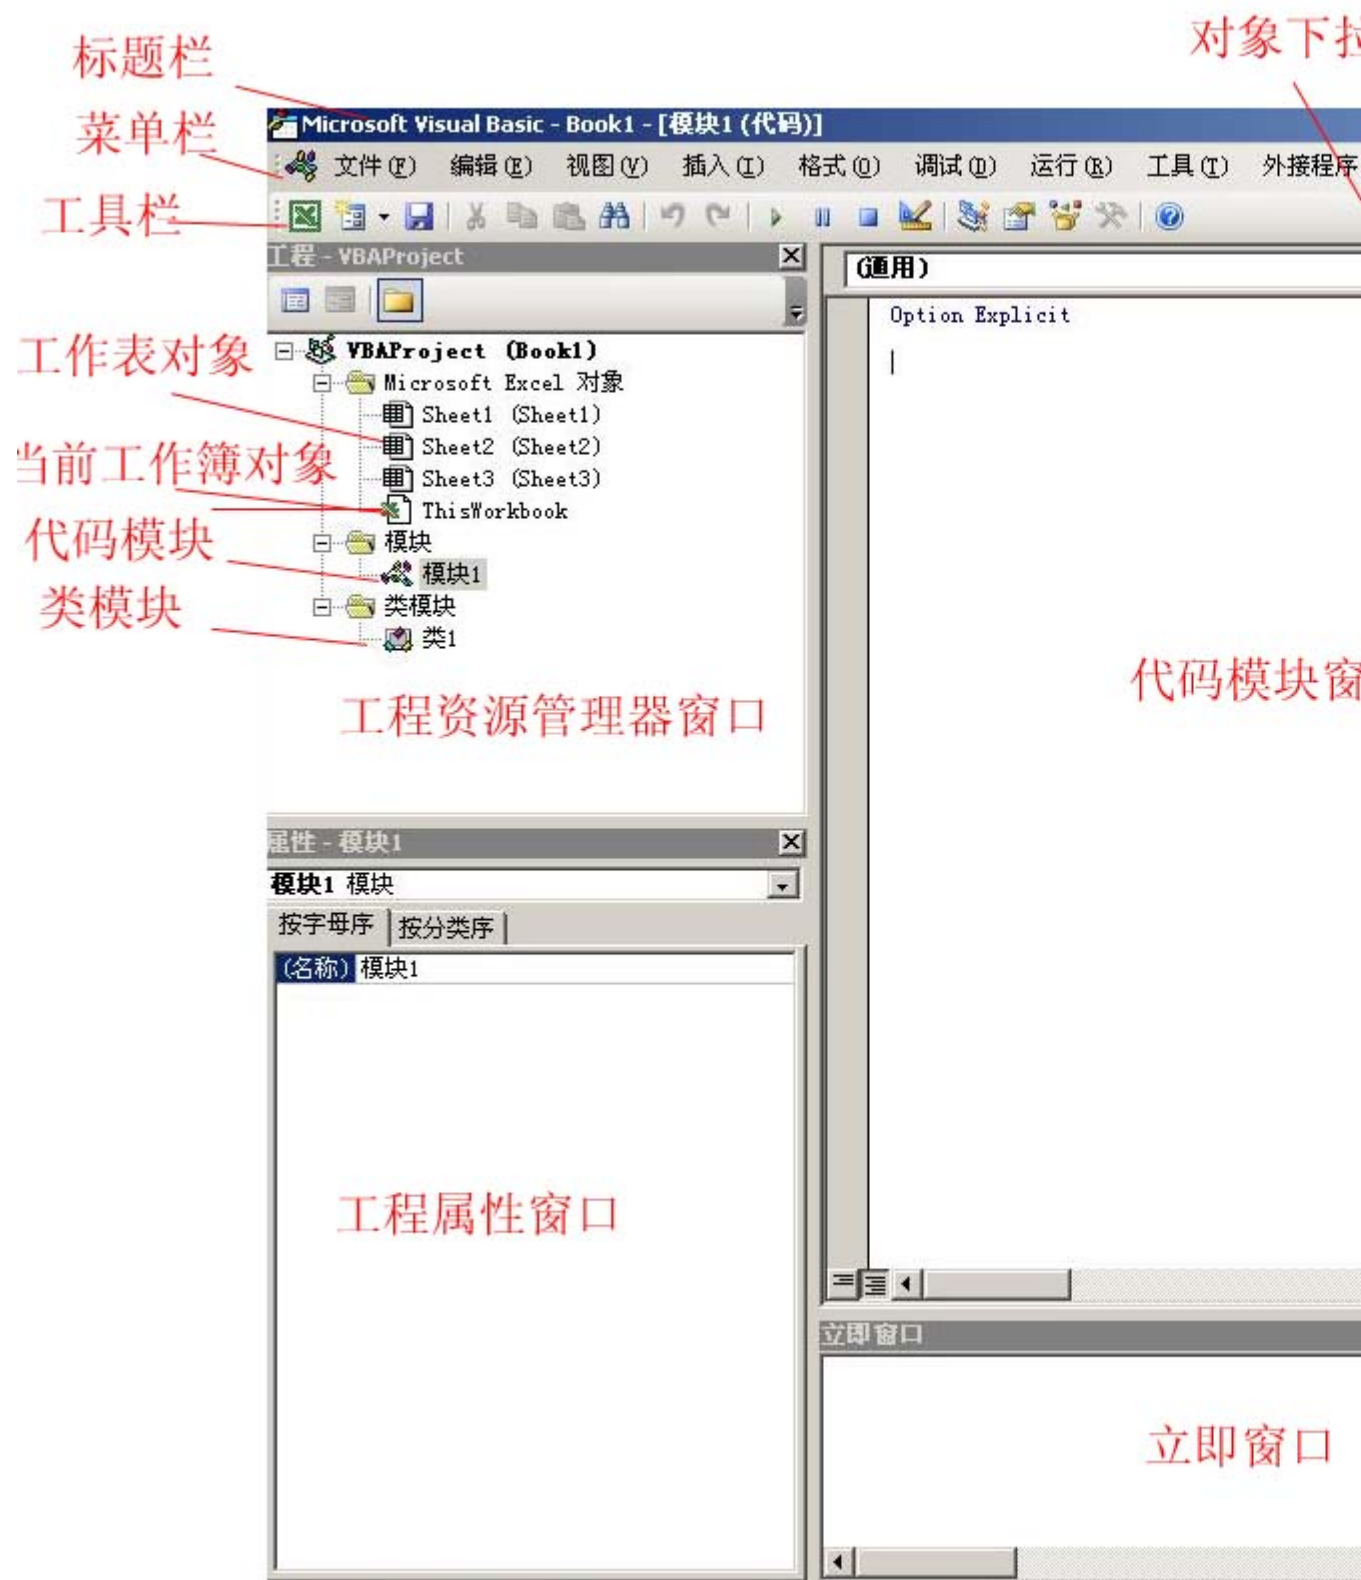 对象下拉
标题栏
Microsoft Visual Basic - Book1 - [模块1 (代码)]
菜单栏
文件(F) 编辑(E) 视图(V) 插入(I) 格式(O) 调试(D) 运行(R) 工具(T) 外接程序
工具栏
工程 - VBAProject
(通用)
Option Explicit
VBAProject (Book1)
工作表对象
Microsoft Excel 对象
Sheet1 (Sheet1)
Sheet2 (Sheet2)
当前工作簿对象
Sheet3 (Sheet3)
ThisWorkbook
代码模块
模块
模块1
类模块
类模块
类1
代码模块窗
工程资源管理器窗口
属性 - 模块1
模块1 模块
按字母序 按分类序
(名称) 模块1
工程属性窗口
立即窗口
立即窗口